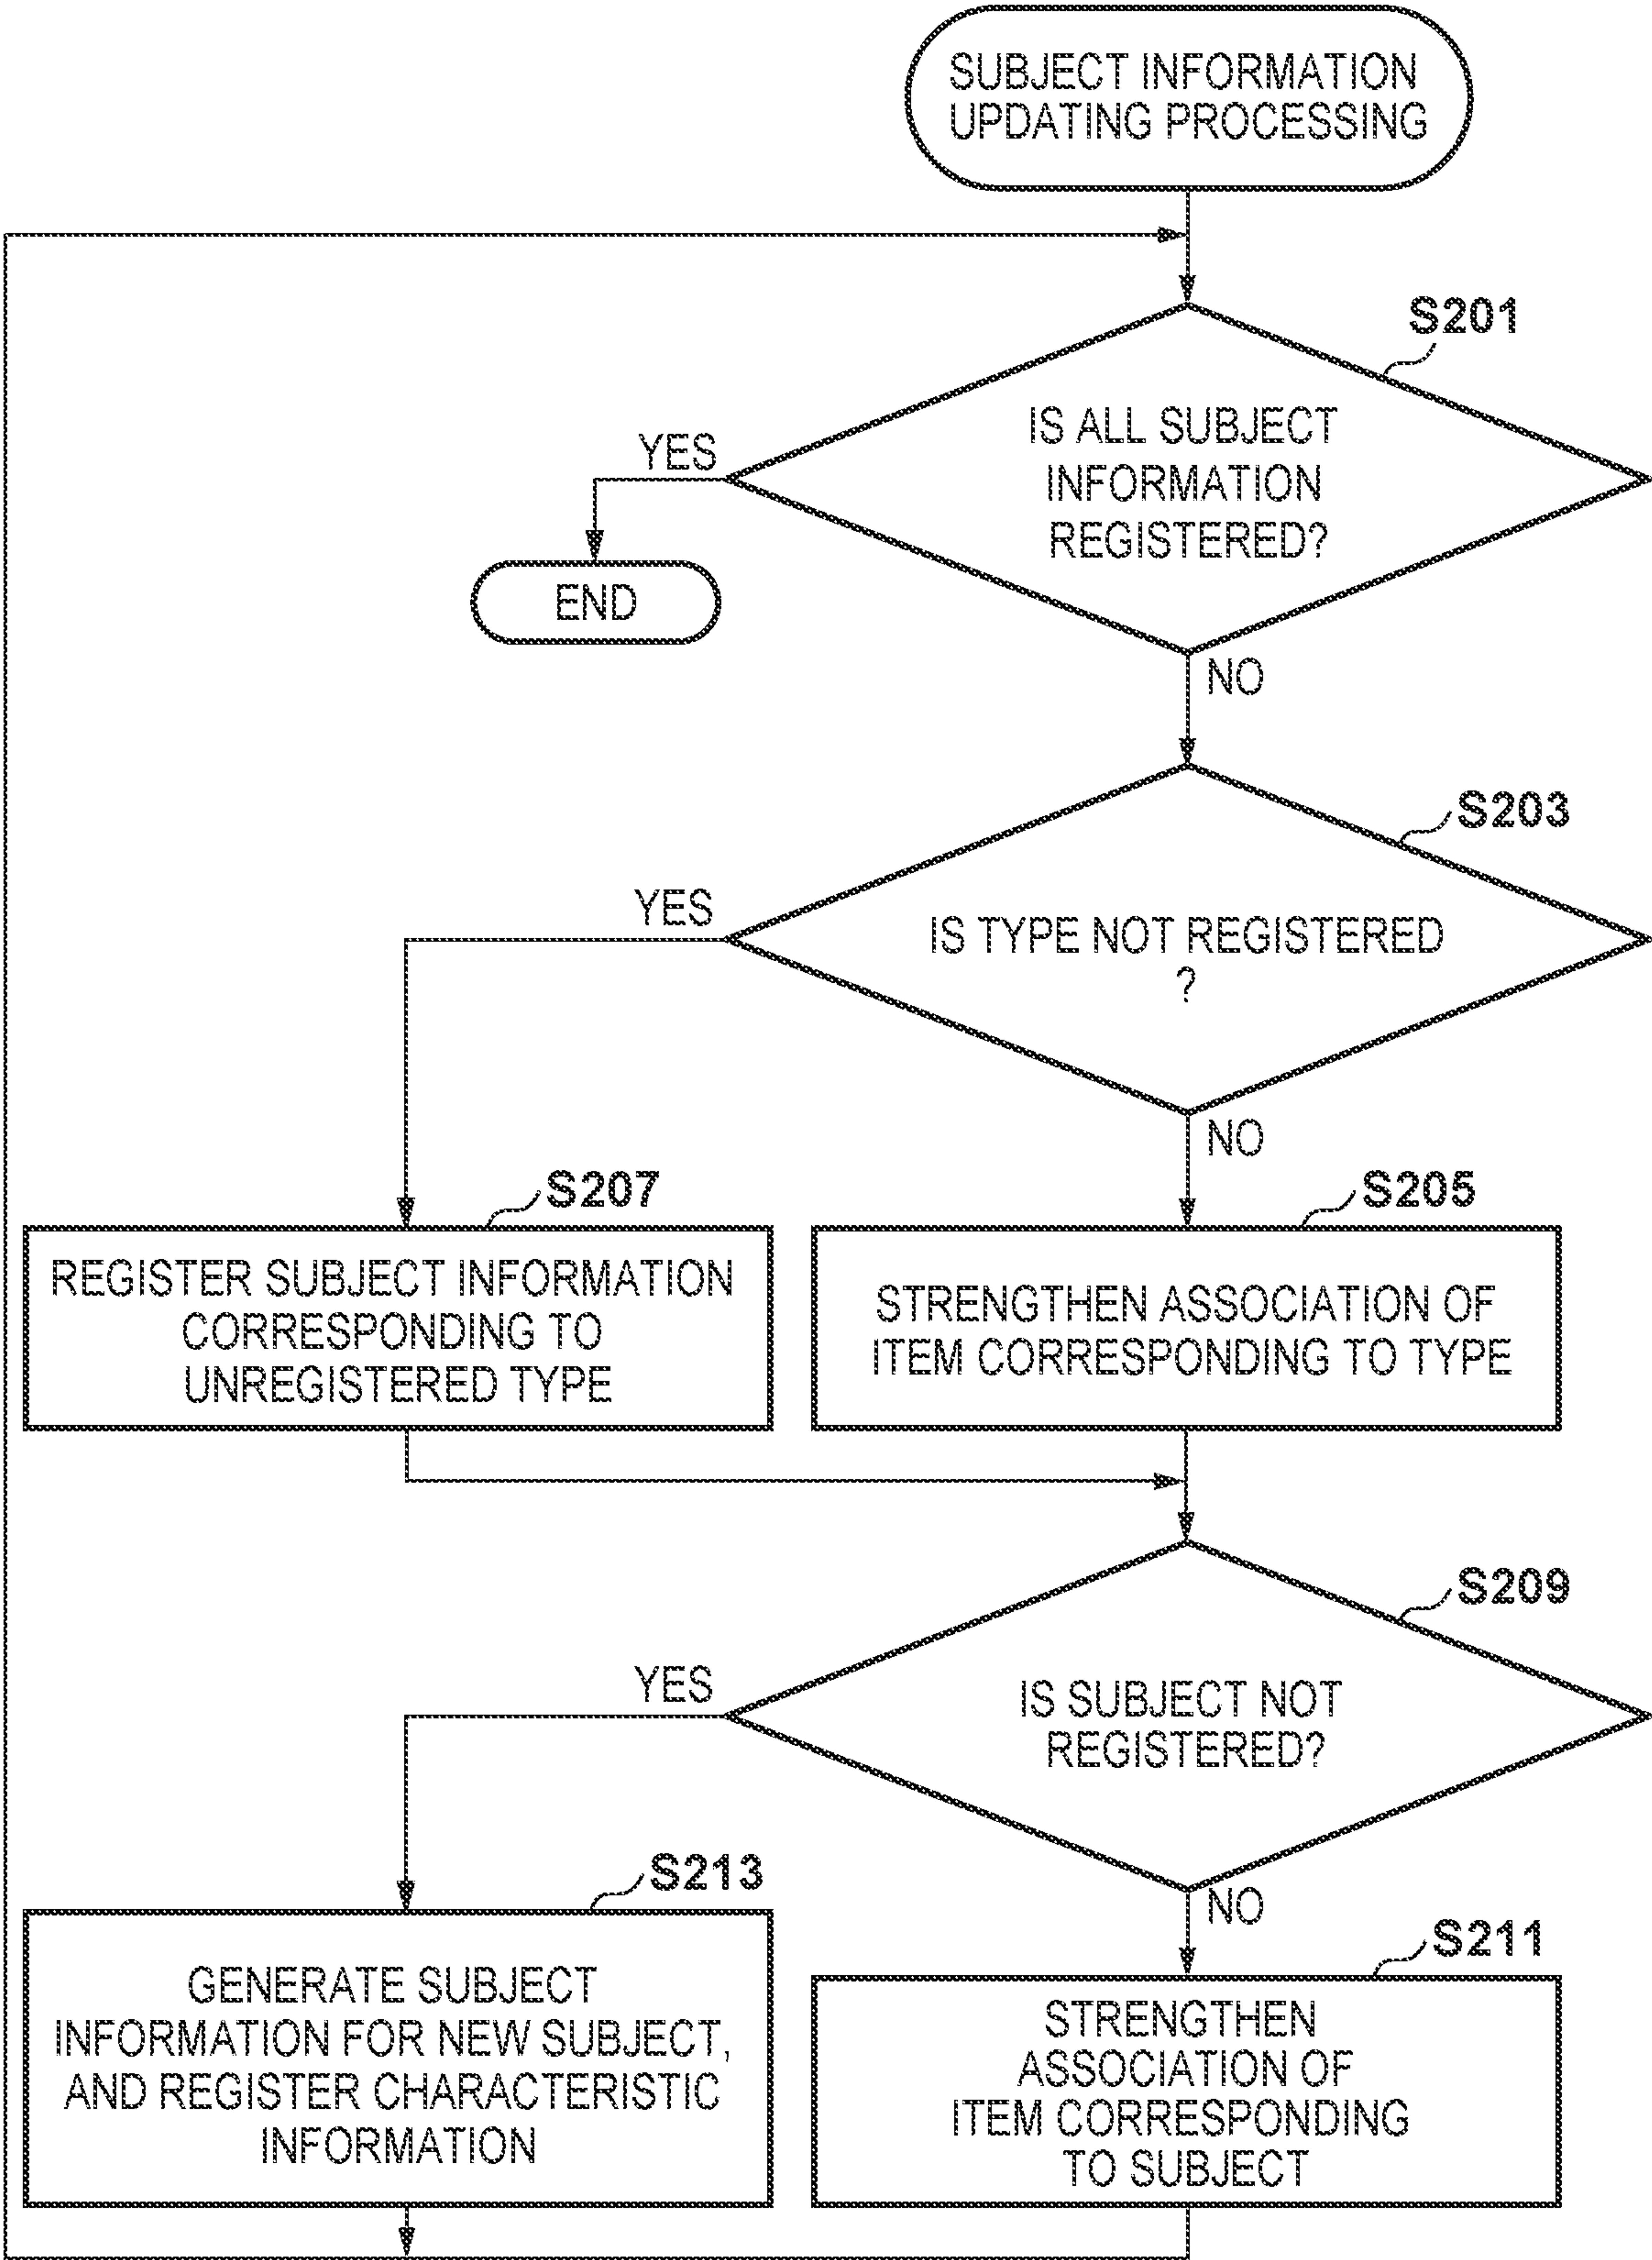 SUBJECT INFORMATION
UPDATING PROCESSING
S201
IS ALL SUBJECT
INFORMATION
REGISTERED?
YES
END
NO
S203
IS TYPE NOT REGISTERED
?
YES
NO
S207
REGISTER SUBJECT INFORMATION
CORRESPONDING TO
UNREGISTERED TYPE
S205
STRENGTHEN ASSOCIATION OF
ITEM CORRESPONDING TO TYPE
S209
IS SUBJECT NOT
REGISTERED?
YES
NO
S213
GENERATE SUBJECT
INFORMATION FOR NEW SUBJECT,
AND REGISTER CHARACTERISTIC
INFORMATION
S211
STRENGTHEN
ASSOCIATION OF
ITEM CORRESPONDING
TO SUBJECT